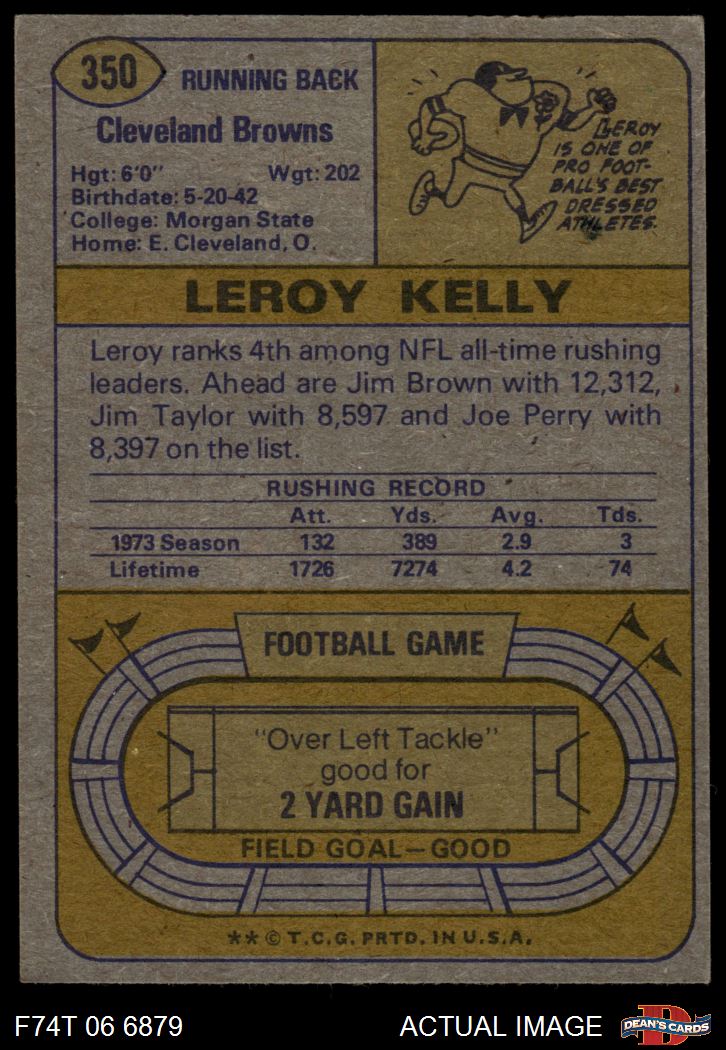 350
RUNNING BACK
Cleveland Browns
Hgt: 6'0" Wgt: 202
Birthdate: 5-20-42
College: Morgan State
Home: E. Cleveland, O.
LEROY
IS ONE OF
PRO FOOT-
BALL'S BEST
DRESSED
ATHLETES.
LEROY KELLY
Leroy ranks 4th among NFL all-time rushing
leaders. Ahead are Jim Brown with 12,312,
Jim Taylor with 8,597 and Joe Perry with
8,397 on the list.
RUSHING RECORD
Att. Yds. Avg. Tds.
1973 Season 132 389 2.9 3
Lifetime 1726 7274 4.2 74
FOOTBALL GAME
"Over Left Tackle"
good for
2 YARD GAIN
FIELD GOAL—GOOD
** © T.C.G. PRTD. IN U.S.A.
F74T 06 6879
ACTUAL IMAGE
D
DEAN'S CARDS